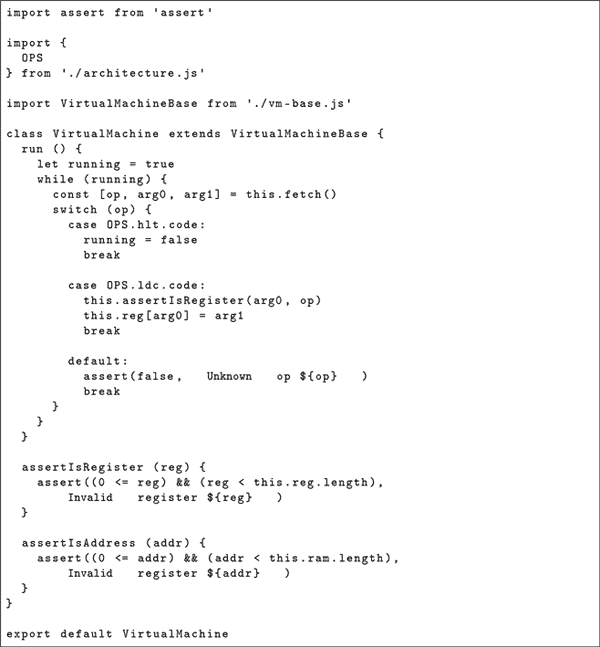 import assert from 'assert'
import {
  OPS
} from './architecture.js'
import VirtualMachineBase from './vm-base.js'
class VirtualMachine extends VirtualMachineBase {
  run () {
    let running = true
    while (running) {
      const [op, arg0, arg1] = this.fetch()
      switch (op) {
        case OPS.hlt.code:
          running = false
          break
        case OPS.ldc.code:
          this.assertIsRegister(arg0, op)
          this.reg[arg0] = arg1
          break
        default:
          assert(false,   Unknown   op ${op}   )
          break
      }
    }
  }
  assertIsRegister (reg) {
    assert((0 <= reg) && (reg < this.reg.length),
        Invalid   register ${reg}   )
  }
  assertIsAddress (addr) {
    assert((0 <= addr) && (addr < this.ram.length),
        Invalid   register ${addr}   )
  }
}
export default VirtualMachine